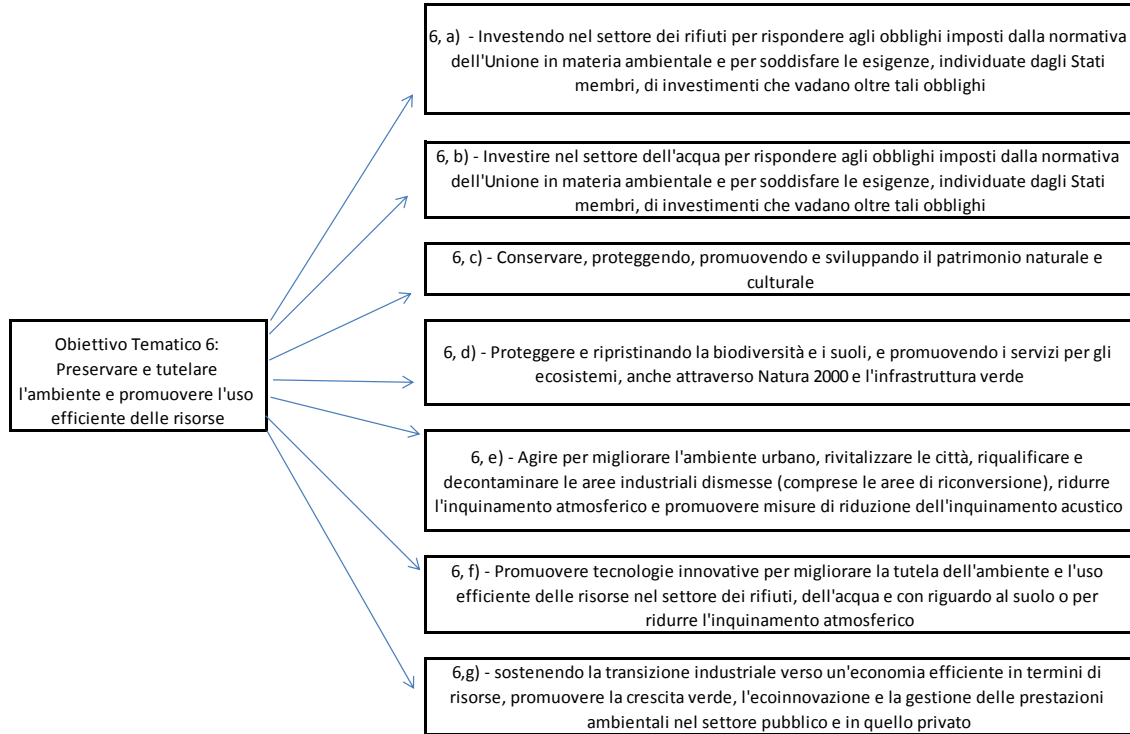 6, a)  - Investendo nel settore dei rifiuti per rispondere agli obblighi imposti dalla normativa
dell'Unione in materia ambientale e per soddisfare le esigenze, individuate dagli Stati
membri, di investimenti che vadano oltre tali obblighi
6, b) - Investire nel settore dell'acqua per rispondere agli obblighi imposti dalla normativa
dell'Unione in materia ambientale e per soddisfare le esigenze, individuate dagli Stati
membri, di investimenti che vadano oltre tali obblighi
6, c) - Conservare, proteggendo, promuovendo e sviluppando il patrimonio naturale e
culturale
Obiettivo Tematico 6:
Preservare e tutelare
l'ambiente e promuovere l'uso
efficiente delle risorse
6, d) - Proteggere e ripristinando la biodiversità e i suoli, e promuovendo i servizi per gli
ecosistemi, anche attraverso Natura 2000 e l'infrastruttura verde
6, e) - Agire per migliorare l'ambiente urbano, rivitalizzare le città, riqualificare e
decontaminare le aree industriali dismesse (comprese le aree di riconversione), ridurre
l'inquinamento atmosferico e promuovere misure di riduzione dell'inquinamento acustico
6, f) - Promuovere tecnologie innovative per migliorare la tutela dell'ambiente e l'uso
efficiente delle risorse nel settore dei rifiuti, dell'acqua e con riguardo al suolo o per
ridurre l'inquinamento atmosferico
6,g) - sostenendo la transizione industriale verso un'economia efficiente in termini di
risorse, promuovere la crescita verde, l'ecoinnovazione e la gestione delle prestazioni
ambientali nel settore pubblico e in quello privato